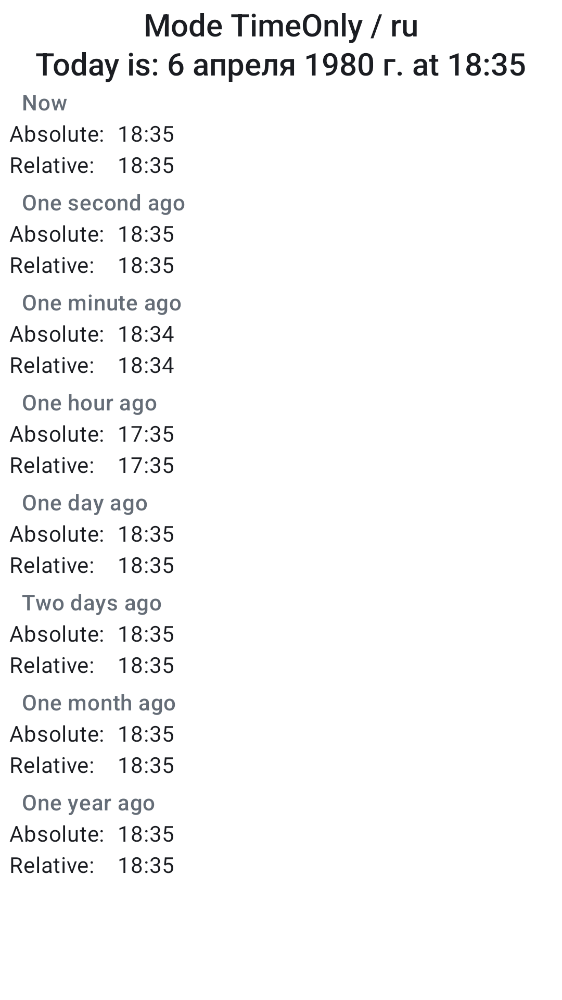 Mode TimeOnly / ru
Today is: 6 апреля 1980 г. at 18:35
Now
Absolute: 18:35
Relative: 18:35
One second ago
Absolute: 18:35
Relative: 18:35
One minute ago
Absolute: 18:34
Relative: 18:34
One hour ago
Absolute: 17:35
Relative: 17:35
One day ago
Absolute: 18:35
Relative: 18:35
Two days ago
Absolute: 18:35
Relative: 18:35
One month ago
Absolute: 18:35
Relative: 18:35
One year ago
Absolute: 18:35
Relative: 18:35